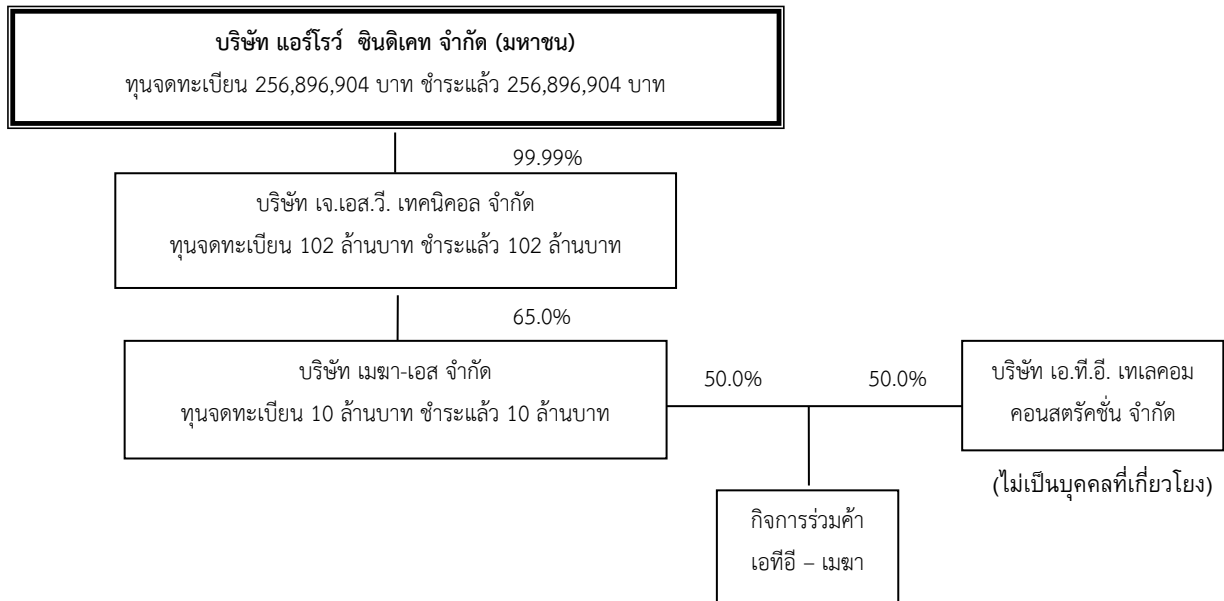 บริษัท แอร์โรว์ ซินดิเคท จำกัด (มหาชน)
ทุนจดทะเบียน 256,896,904 บาท ชำระแล้ว 256,896,904 บาท
99.99%
บริษัท เจ.เอส.วี. เทคนิคอล จำกัด
ทุนจดทะเบียน 102 ล้านบาท ชำระแล้ว 102 ล้านบาท
65.0%
บริษัท เมฆา-เอส จำกัด
ทุนจดทะเบียน 10 ล้านบาท ชำระแล้ว 10 ล้านบาท
50.0%
50.0%
บริษัท เอ.ที.อี. เทเลคอม
คอนสตรัคชั่น จำกัด
(ไม่เป็นบุคคลที่เกี่ยวโยง)
กิจการร่วมค้า
เอทีอี – เมฆา